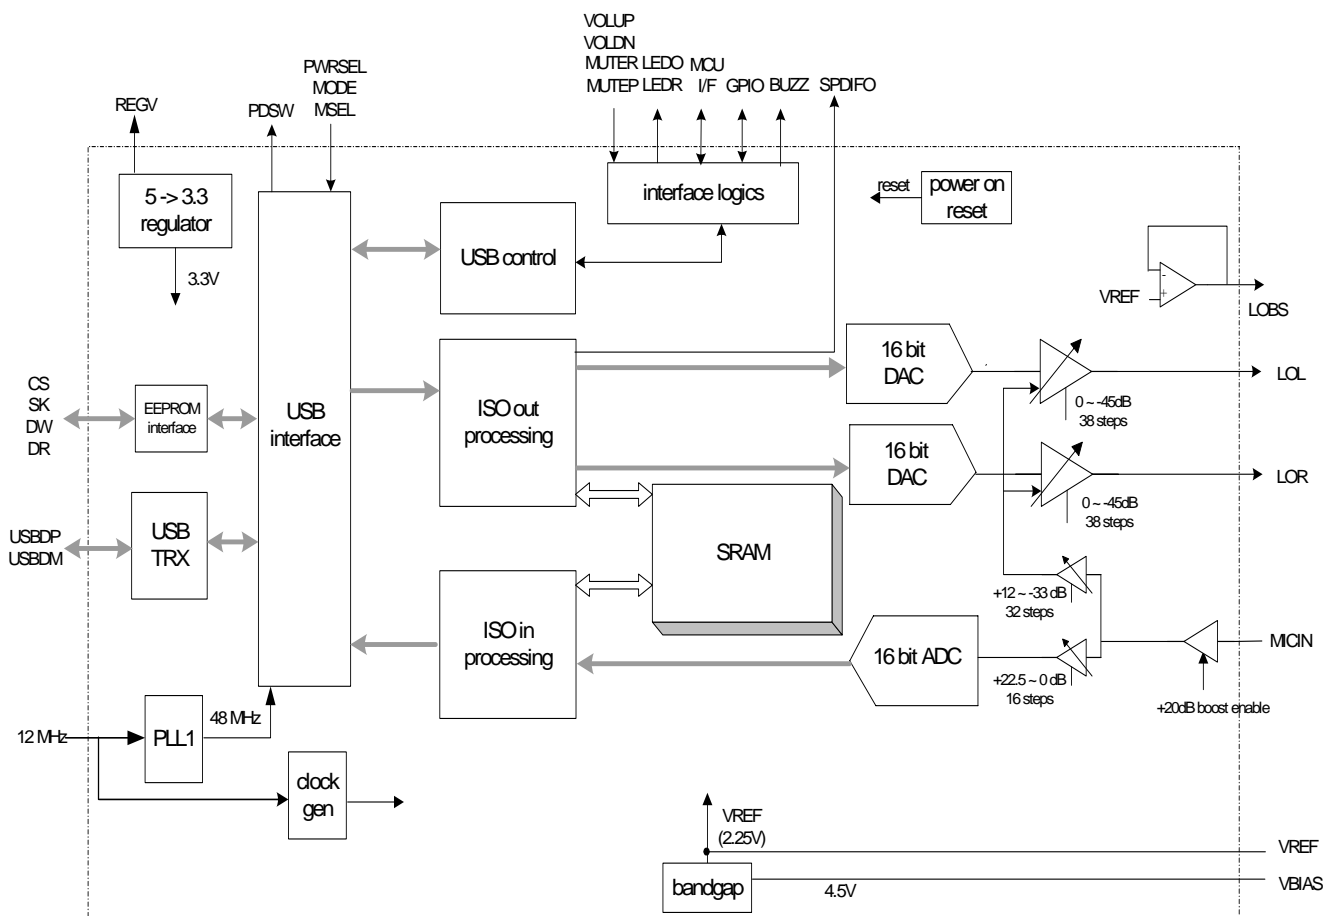 VOLUP
VOLDN
MUTER
MUTEP
LEDO
LEDR
MCU
I/F
GPIO
BUZZ
SPDIFO
PWRSEL
MODE
MSEL
REGV
PDSW
5 -> 3.3
regulator
3.3V
interface logics
reset
power on
reset
USB control
-
+
VREF
LOBS
CS
SK
DW
DR
EEPROM
interface
USB
interface
ISO out
processing
16 bit
DAC
0 ~ -45dB
38 steps
LOL
16 bit
DAC
0 ~ -45dB
38 steps
LOR
USBDP
USBDM
USB
TRX
SRAM
+12 ~ -33 dB
32 steps
ISO in
processing
16 bit ADC
+22.5 ~ 0 dB
16 steps
MICIN
+20dB boost enable
12 MHz
PLL1
48 MHz
clock
gen
VREF
(2.25V)
VREF
bandgap
4.5V
VBIAS